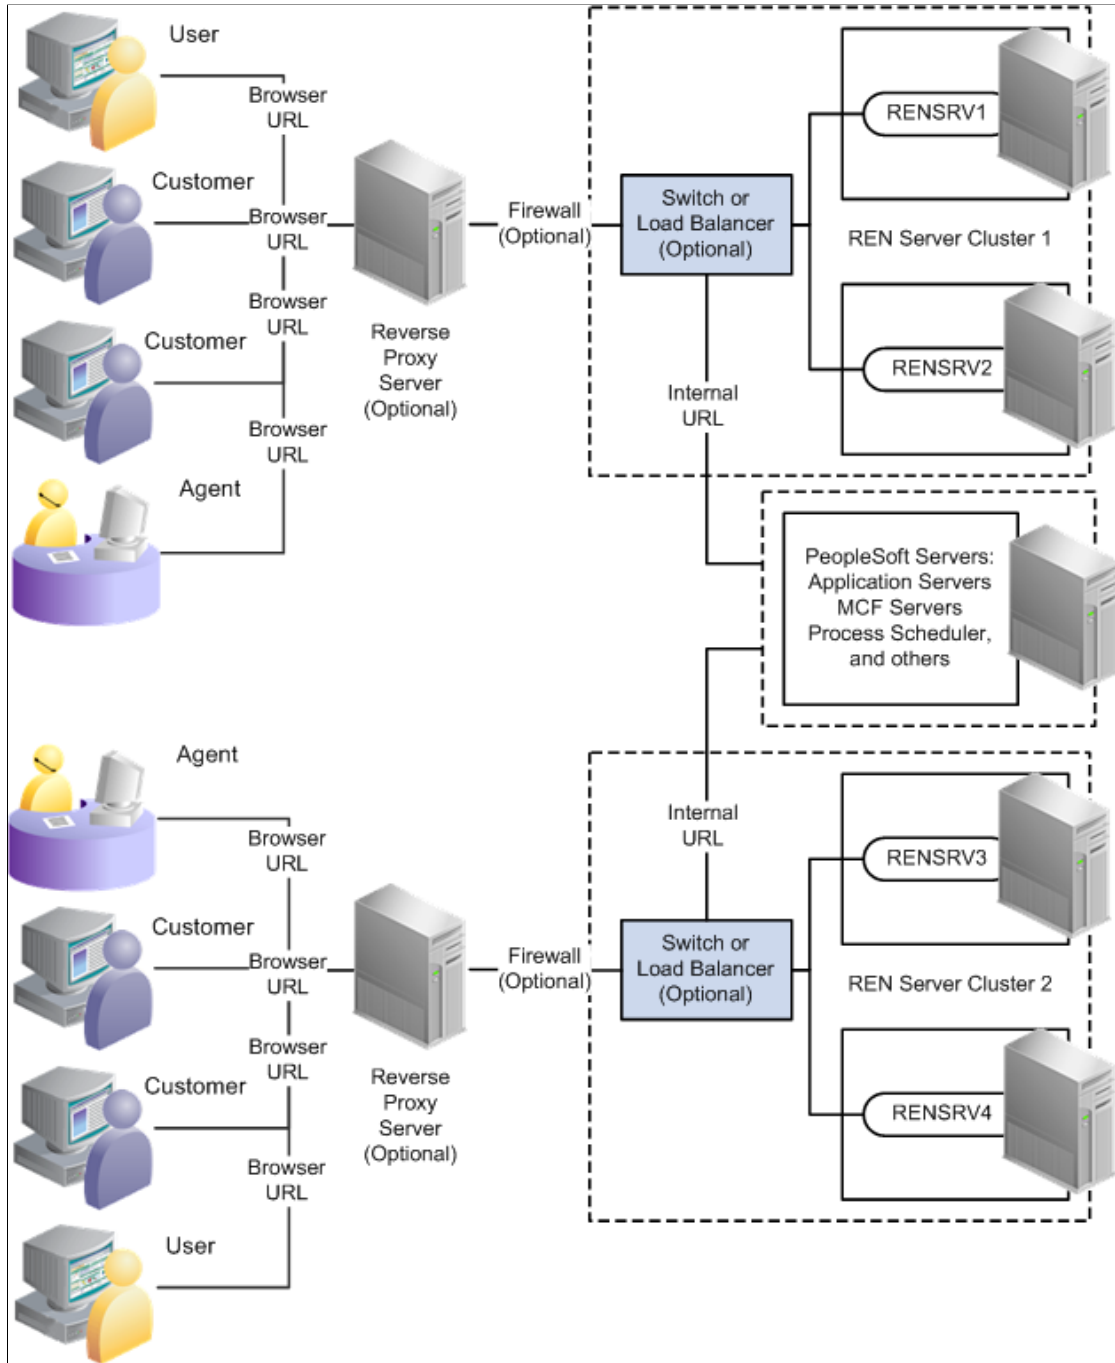 User
Browser
URL
Customer
Browser
URL
Browser
URL
Customer
Browser
URL
Agent
Reverse
Proxy
Server
(Optional)
Firewall
(Optional)
Switch or
Load Balancer
(Optional)
RENSRV1
REN Server Cluster 1
RENSRV2
Internal
URL
PeopleSoft Servers:
Application Servers
MCF Servers
Process Scheduler,
and others
Agent
Browser
URL
Customer
Browser
URL
Browser
URL
Customer
Browser
URL
User
Reverse
Proxy
Server
(Optional)
Firewall
(Optional)
Internal
URL
Switch or
Load Balancer
(Optional)
RENSRV3
REN Server Cluster 2
RENSRV4